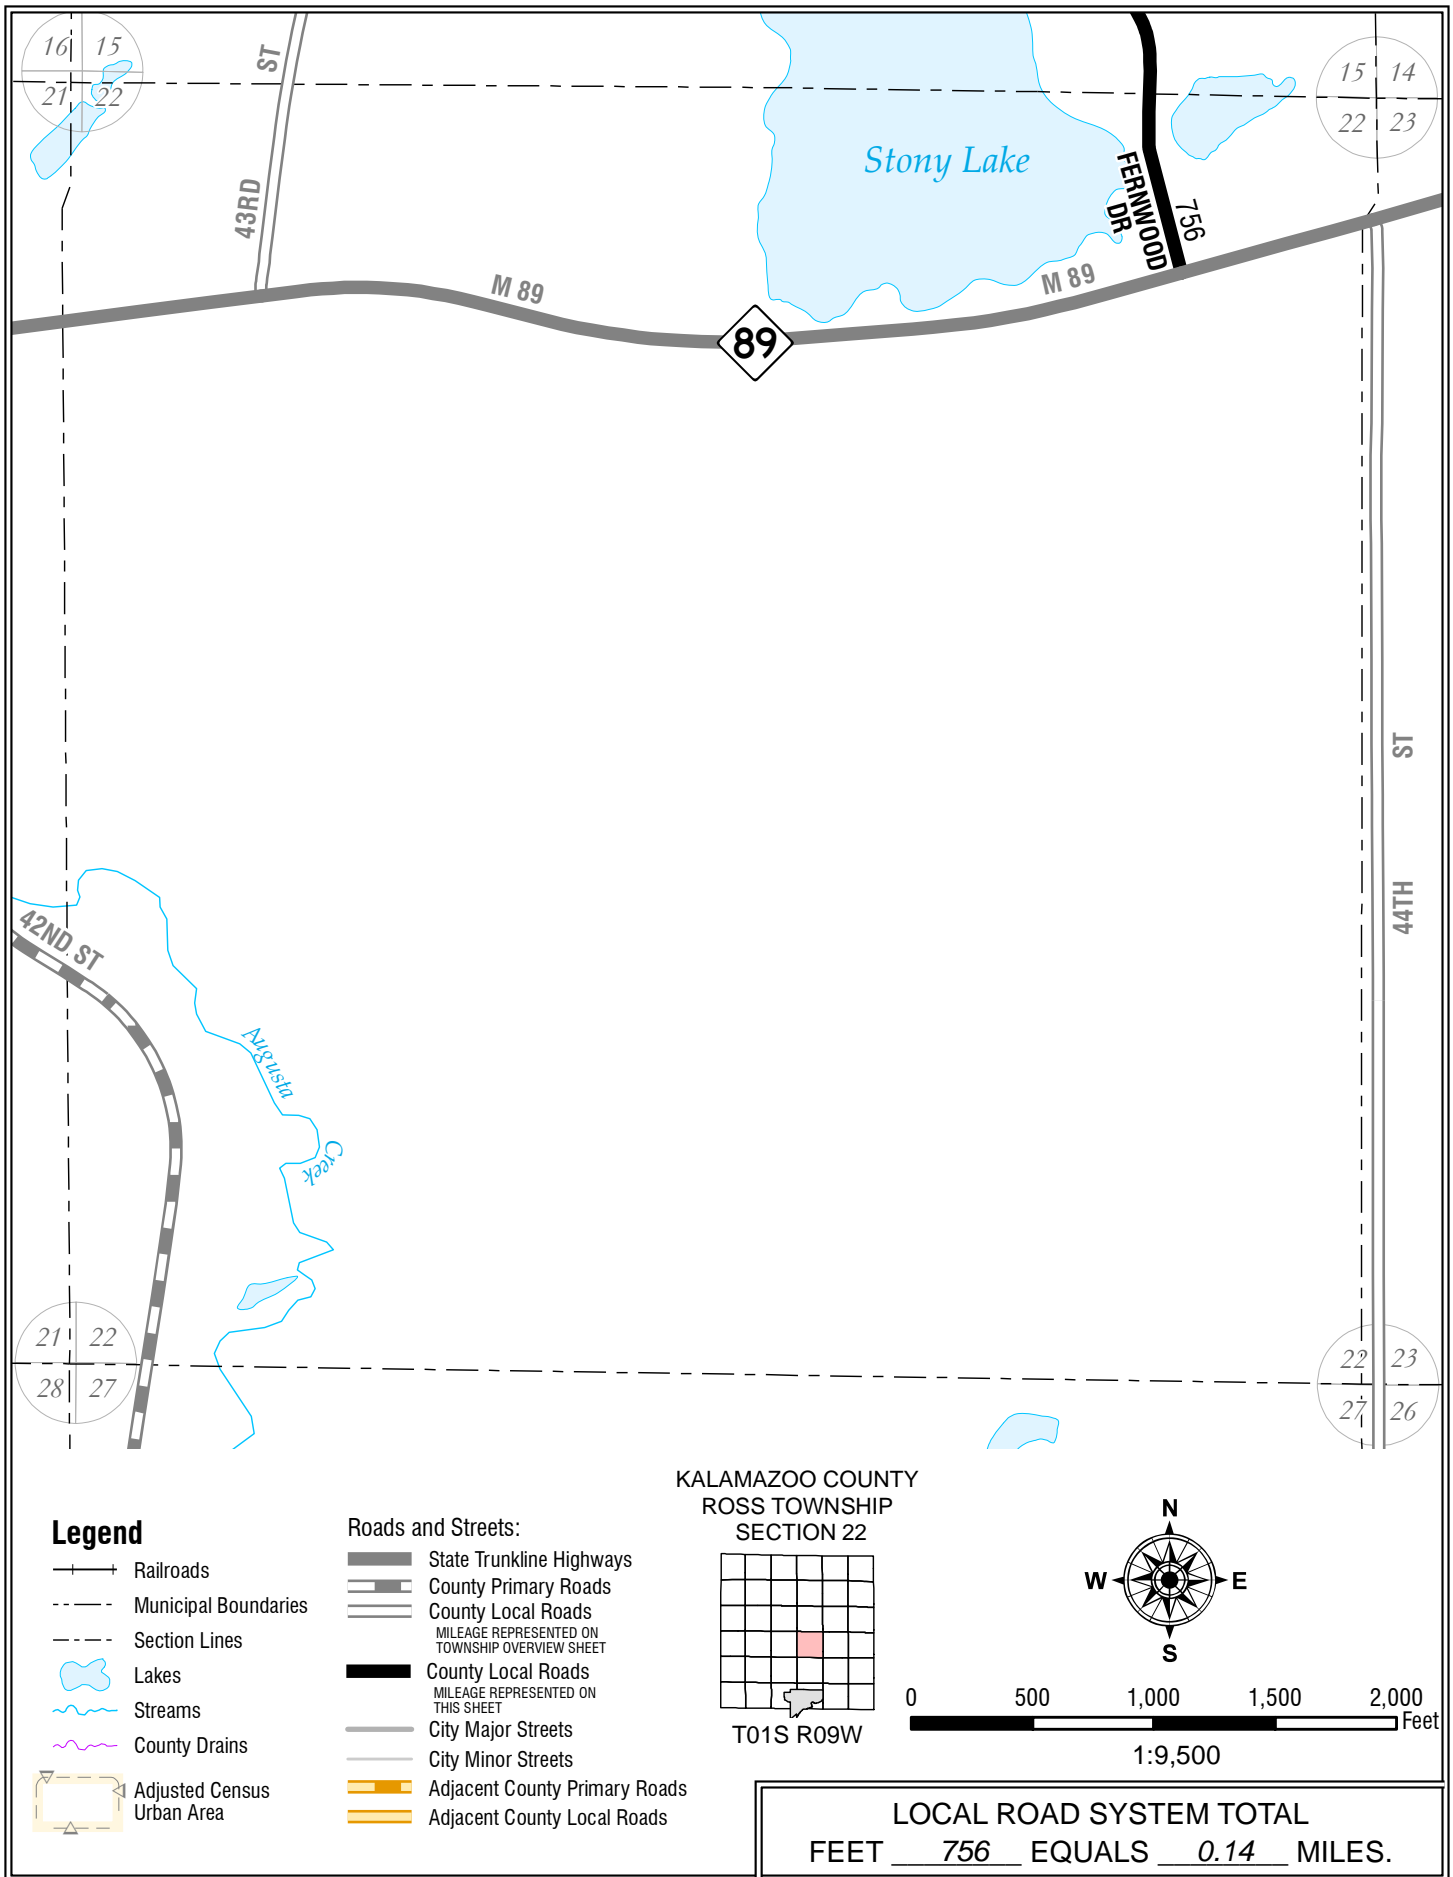 16 15
21 22
ST
43RD
M 89
89
Stony Lake
FERNWOOD
DR
756
M 89
15 14
22 23
ST
44TH
42ND ST
Augusta
Creek
21 22
28 27
22 23
27 26
Legend
Railroads
Municipal Boundaries
Section Lines
Lakes
Streams
County Drains
Adjusted Census
Urban Area
Roads and Streets:
State Trunkline Highways
County Primary Roads
County Local Roads
MILEAGE REPRESENTED ON
TOWNSHIP OVERVIEW SHEET
County Local Roads
MILEAGE REPRESENTED ON
THIS SHEET
City Major Streets
City Minor Streets
Adjacent County Primary Roads
Adjacent County Local Roads
KALAMAZOO COUNTY
ROSS TOWNSHIP
SECTION 22
T01S R09W
N
W E
S
0 500 1,000 1,500 2,000
Feet
1:9,500
LOCAL ROAD SYSTEM TOTAL
FEET 756 EQUALS 0.14 MILES.